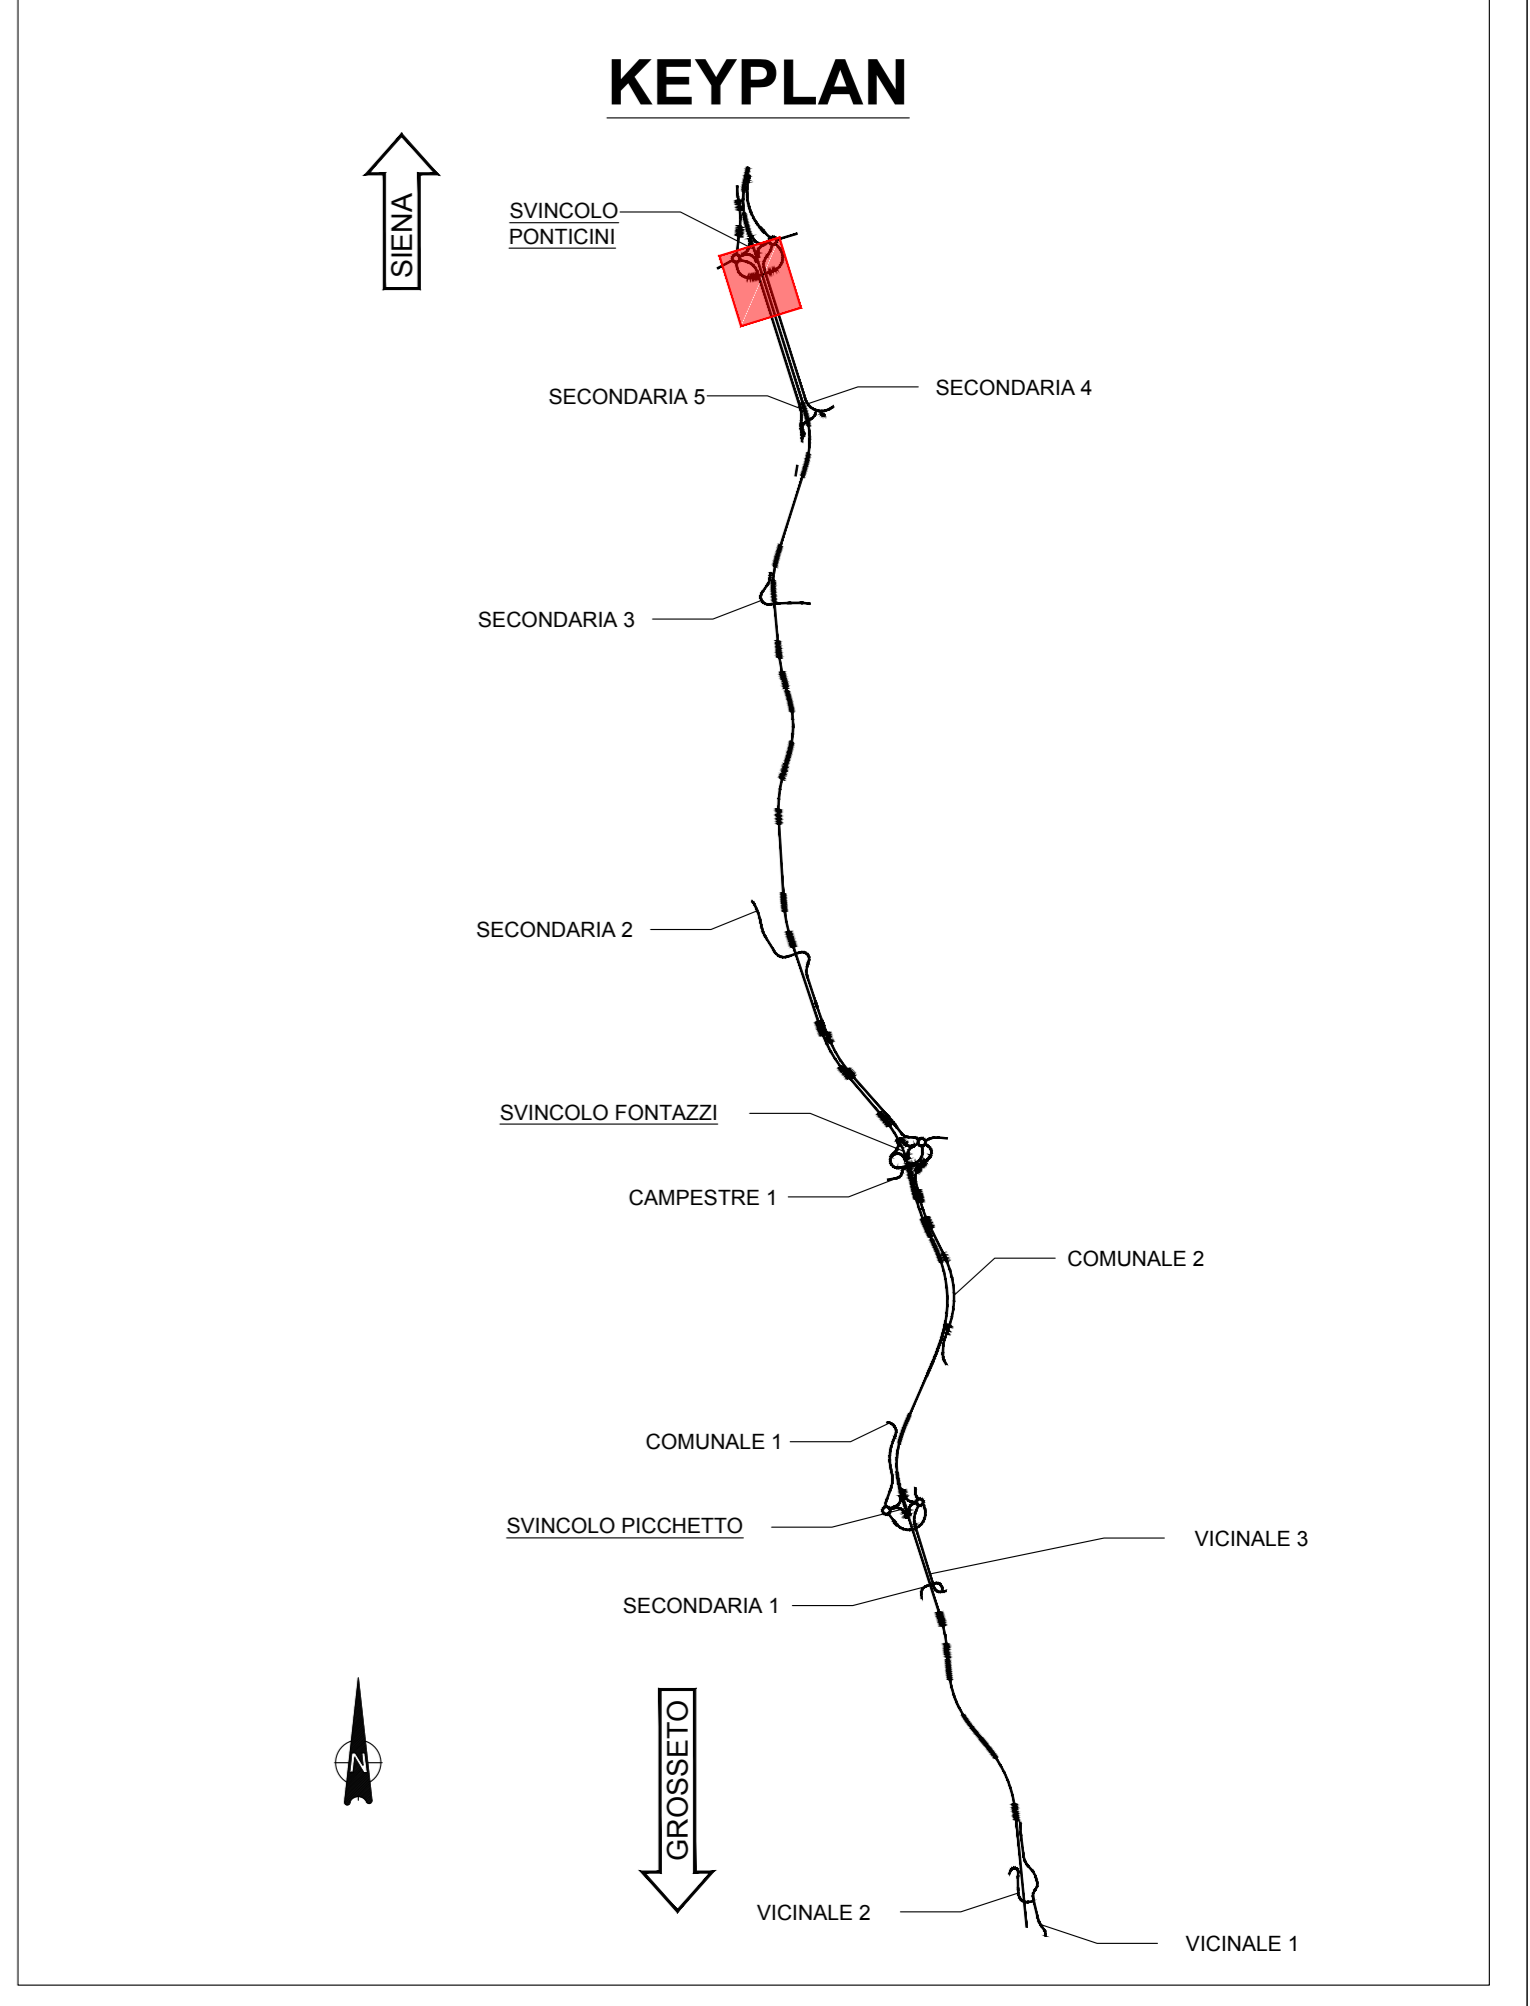 KEYPLAN
SIENA
SVINCOLO
PONTICINI
SECONDARIA 5
SECONDARIA 4
SECONDARIA 3
SECONDARIA 2
SVINCOLO FONTAZZI
CAMPESTRE 1
COMUNALE 2
COMUNALE 1
SVINCOLO PICCHETTO
VICINALE 3
SECONDARIA 1
N
GROSSETO
VICINALE 2
VICINALE 1